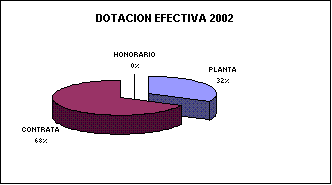 DOTACION EFECTIVA 2002
HONORARIO
0%
PLANTA
32%
CONTRATA
68%